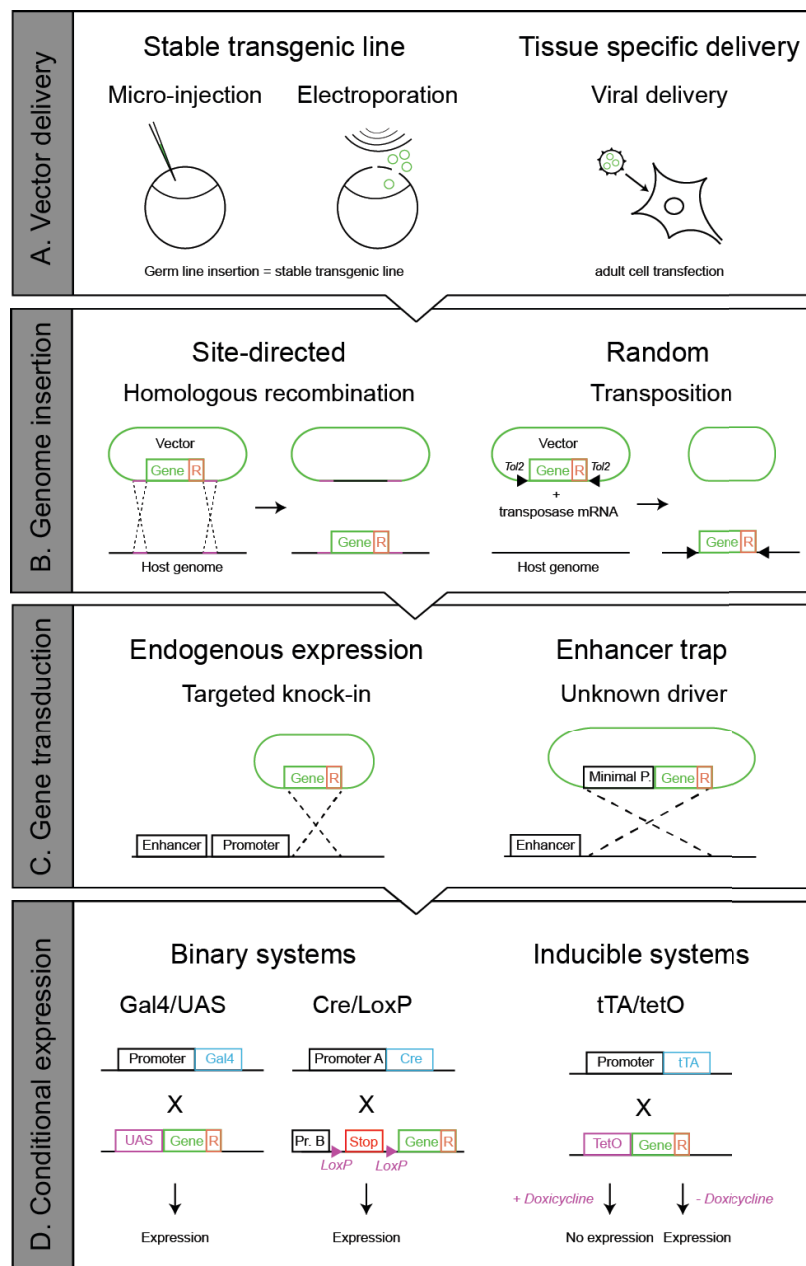 A. Vector delivery
Stable transgenic line
Tissue specific delivery
Micro-injection
Electroporation
Viral delivery
Germ line insertion = stable transgenic line
adult cell transfection
B. Genome insertion
Site-directed
Random
Homologous recombination
Transposition
Vector
Gene R
Host genome
Gene R
Vector
Tol2
Gene R
Tol2
+
transposase mRNA
Host genome
Gene R
C. Gene transduction
Endogenous expression
Enhancer trap
Targeted knock-in
Unknown driver
Gene R
Enhancer Promoter
Minimal P. Gene R
Enhancer
D. Conditional expression
Binary systems
Inducible systems
Gal4/UAS
Cre/LoxP
tTA/tetO
Promoter Gal4
X
UAS Gene R
Expression
Promoter A Cre
X
Pr. B Stop Gene R
LoxP LoxP
Expression
Promoter tTA
X
TetO Gene R
+ Doxicycline - Doxicycline
No expression Expression